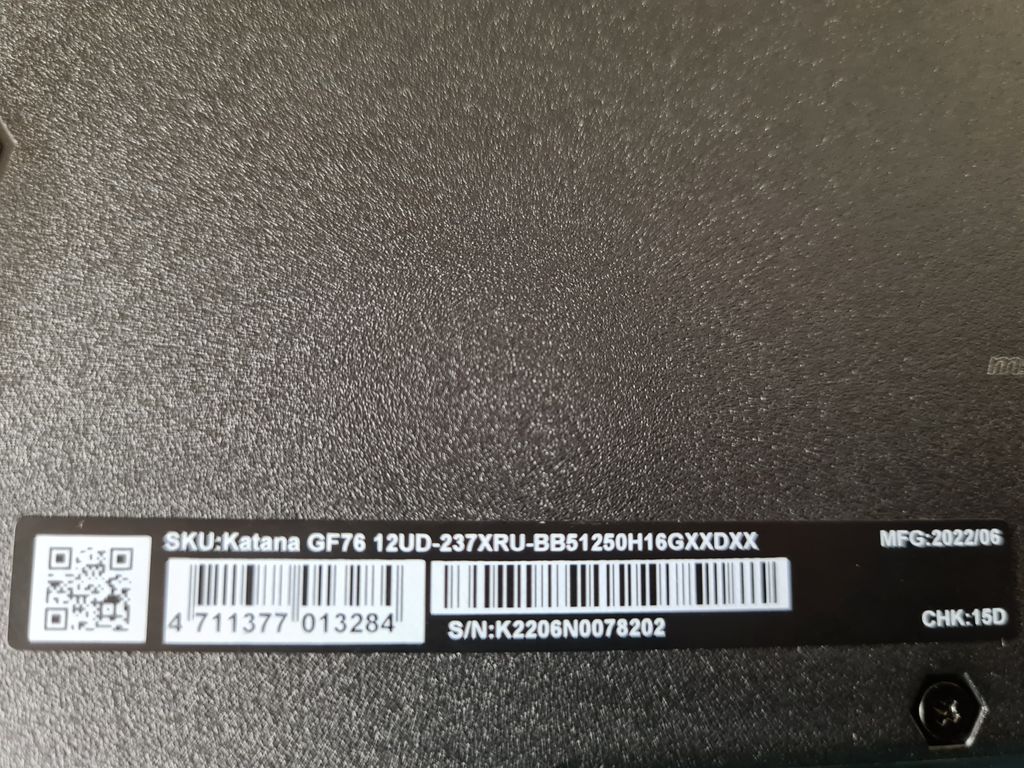 SKU:Katana GF76 12UD-237XRU-BB51250H16GXXDXX
MFG:2022/06
4 711377 013284
S/N:K2206N0078202
CHK:15D